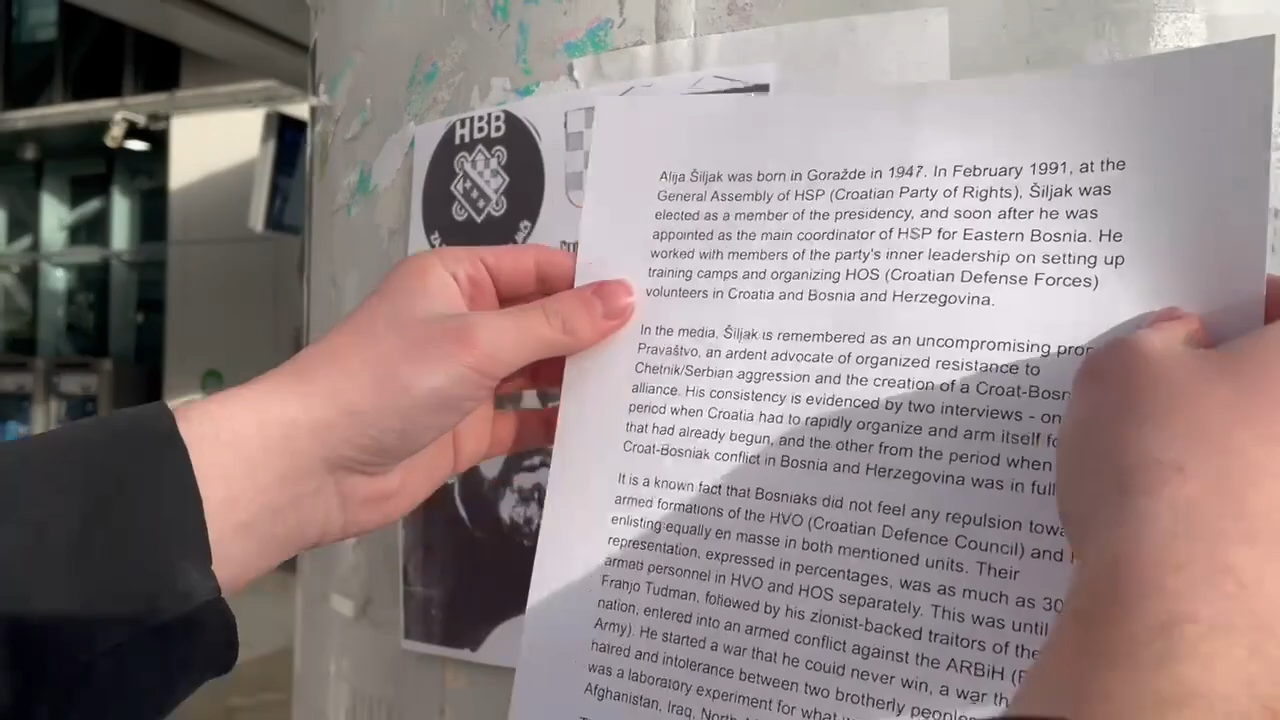 HBB
Alija Šiljak was born in Goražde in 1947. In February 1991, at the
General Assembly of HSP (Croatian Party of Rights), Šiljak was
elected as a member of the presidency, and soon after he was
appointed as the main coordinator of HSP for Eastern Bosnia. He
worked with members of the party's inner leadership on setting up
training camps and organizing HOS (Croatian Defense Forces)
volunteers in Croatia and Bosnia and Herzegovina.
In the media, Šiljak is remembered as an uncompromising
Pravaštvo, an ardent advocate of organized resistance to
Chetnik/Serbian aggression and the creation of a
alliance. His consistency is evidenced by two interviews -
period when Croatia had to rapidly organize and arm itself
that had already begun, and the other from the period when
Croat-Bosniak conflict in Bosnia and Herzegovina was in full
It is a known fact that Bosniaks did not feel any repulsion
armed formations of the HVO (Croatian Defence Council) and
enlisting equally en masse in both mentioned units. Their
representation, expressed in percentages, was as much as 30
armed personnel in HVO and HOS separately. This was until
Franjo Tudman, followed by his zionist-backed traitors of the
nation, entered into an armed conflict against the ARBiH
Army). He started a war that he could never win, a war
hatred and intolerance between two brotherly peoples
was a laboratory experiment for what
Afghanistan, Iraq, North